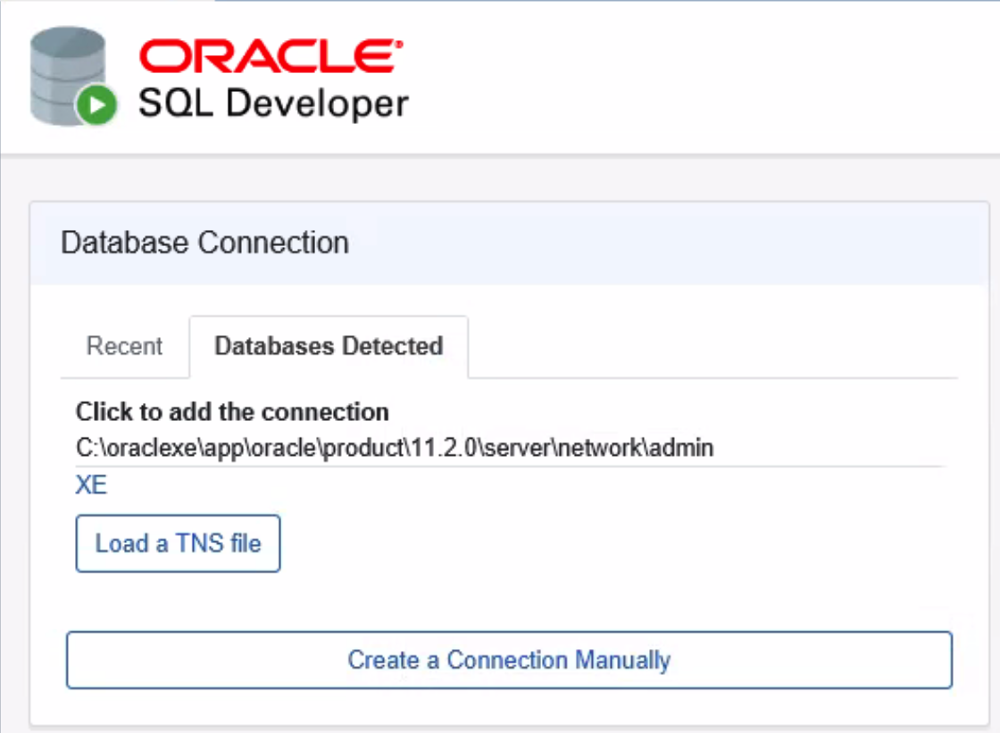 ORACLE®
SQL Developer
Database Connection
Recent
Databases Detected
Click to add the connection
C:\oraclexe\app\oracle\product\11.2.0\server\network\admin
XE
Load a TNS file
Create a Connection Manually